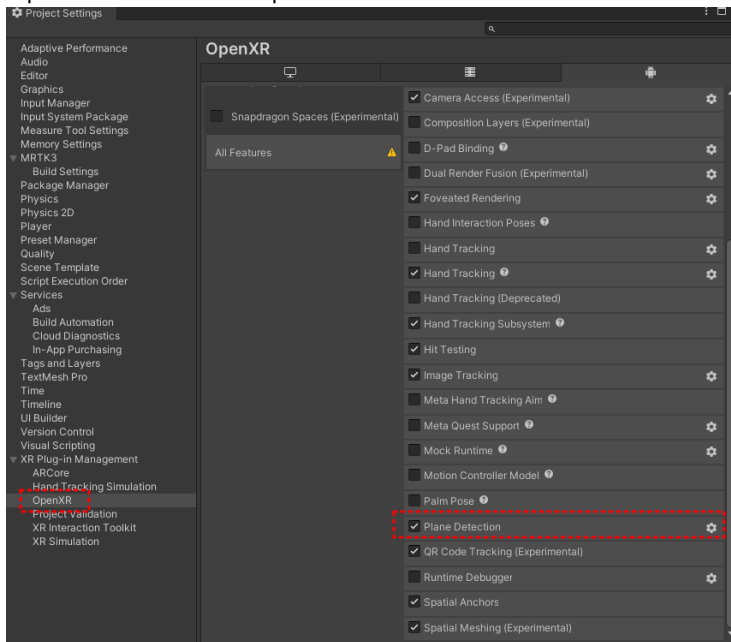 Project Settings
Adaptive Performance
Audio
Editor
Graphics
Input Manager
Input System Package
Measure Tool Settings
Memory Settings
MRTK3
Build Settings
Package Manager
Physics
Physics 2D
Player
Preset Manager
Quality
Scene Template
Script Execution Order
Services
Ads
Build Automation
Cloud Diagnostics
In-App Purchasing
Tags and Layers
TextMesh Pro
Time
Timeline
UI Builder
Version Control
Visual Scripting
XR Plug-in Management
ARCore
Hand Tracking Simulation
OpenXR
Project Validation
XR Interaction Toolkit
XR Simulation
OpenXR
Snapdragon Spaces (Experimental)
All Features
Camera Access (Experimental)
Composition Layers (Experimental)
D-Pad Binding
Dual Render Fusion (Experimental)
Foveated Rendering
Hand Interaction Poses
Hand Tracking
Hand Tracking
Hand Tracking (Deprecated)
Hand Tracking Subsystem
Hit Testing
Image Tracking
Meta Hand Tracking Aim
Meta Quest Support
Mock Runtime
Motion Controller Model
Palm Pose
Plane Detection
QR Code Tracking (Experimental)
Runtime Debugger
Spatial Anchors
Spatial Meshing (Experimental)